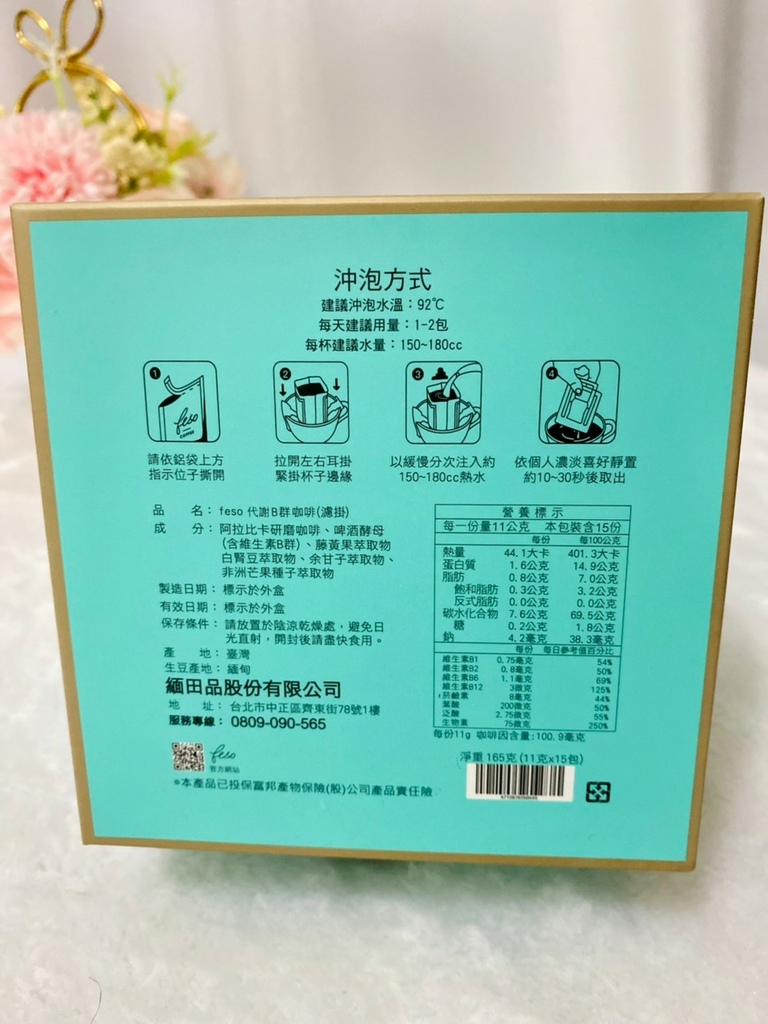 沖泡方式
建議沖泡水溫：92℃
每天建議用量：1-2包
每杯建議水量：150~180cc
1
feso
COFFEE
請依鋁袋上方
指示位子撕開
2
拉開左右耳掛
緊掛杯子邊緣
3
以緩慢分次注入約
150~180cc熱水
4
依個人濃淡喜好靜置
約10~30秒後取出
品 名：feso 代謝B群咖啡(濾掛)
成 分：阿拉比卡研磨咖啡、啤酒酵母
(含維生素B群)、藤黃果萃取物
白腎豆萃取物、余甘子萃取物、
非洲芒果種子萃取物
製造日期：標示於外盒
有效日期：標示於外盒
保存條件：請放置於陰涼乾燥處，避免日
光直射，開封後請盡快食用。
產 地：臺灣
生豆產地：緬甸
緬田品股份有限公司
地 址：台北市中正區齊東街78號1樓
服務專線：0809-090-565
feso
官方網站
*本產品已投保富邦產物保險(股)公司產品責任險
營養標示
每一份量11公克 本包裝含15份
每份 每100公克
熱量 44.1大卡 401.3大卡
蛋白質 1.6公克 14.9公克
脂肪 0.8公克 7.0公克
飽和脂肪 0.3公克 3.2公克
反式脂肪 0.0公克 0.0公克
碳水化合物 7.6公克 69.5公克
糖 0.2公克 1.8公克
鈉 4.2毫克 38.3毫克
每份 每日參考值百分比
維生素B1 0.75毫克 54%
維生素B2 0.8毫克 50%
維生素B6 1.1毫克 69%
維生素B12 3微克 125%
菸鹼素 8毫克 44%
葉酸 200微克 50%
泛酸 2.75微克 55%
生物素 75微克 250%
每份11g 咖啡因含量:100.9毫克
淨重165克(11克x15包)